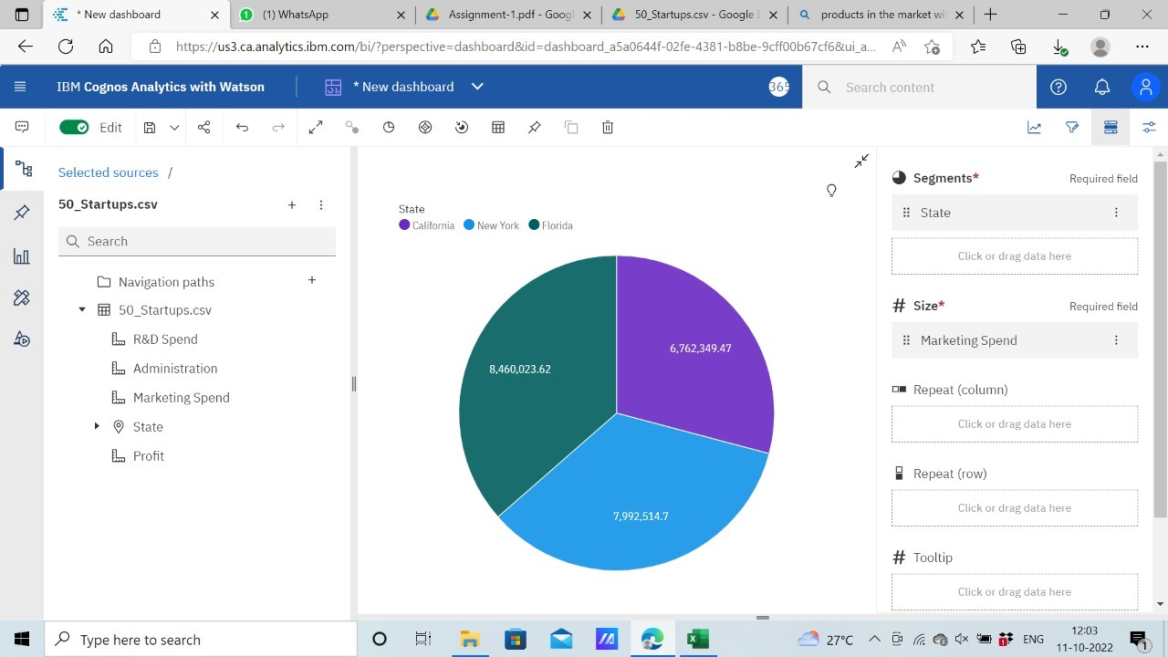 * New dashboard
(1) WhatsApp
Assignment-1.pdf - Googl
50_Startups.csv - Google D
products in the market wi
https://us3.ca.analytics.ibm.com/bi/?perspective=dashboard&id=dashboard_a5a0644f-02fe-4381-b8be-9cff00b67cf6&ui_a...
IBM Cognos Analytics with Watson
* New dashboard
365
Search content
Edit
Selected sources /
50_Startups.csv
Search
Navigation paths
50_Startups.csv
R&D Spend
Administration
Marketing Spend
State
Profit
State
California
New York
Florida
8,460,023.62
6,762,349.47
7,992,514.7
Segments*
Required field
State
Click or drag data here
# Size*
Required field
Marketing Spend
Repeat (column)
Click or drag data here
Repeat (row)
Click or drag data here
# Tooltip
Click or drag data here
Type here to search
27°C
ENG
12:03
11-10-2022
1